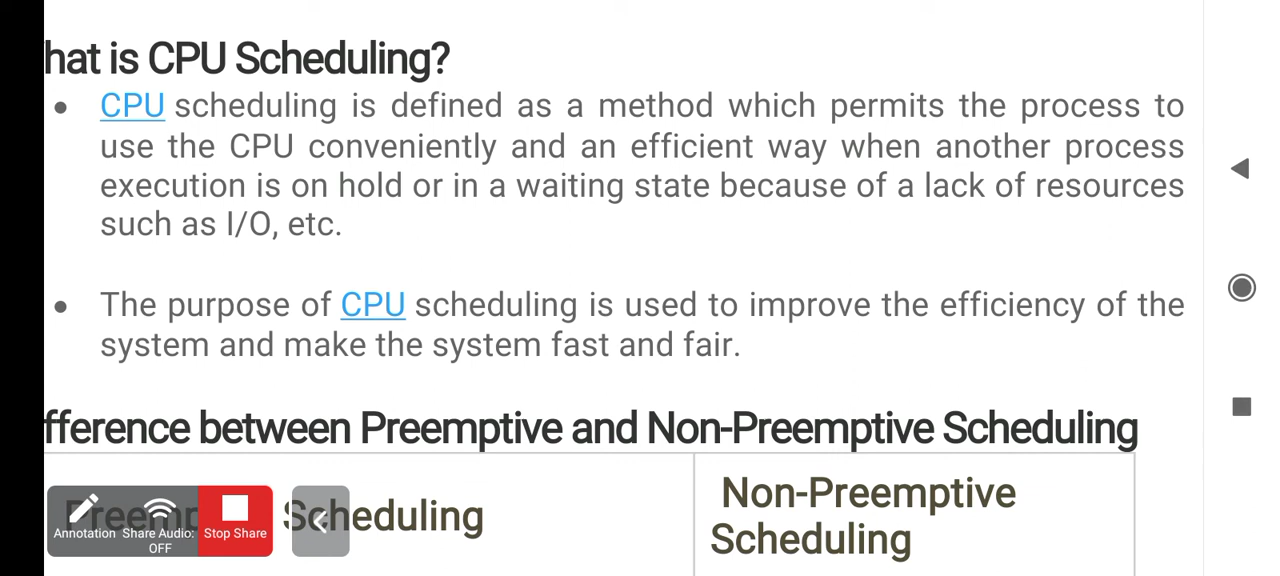 hat is CPU Scheduling?
● CPU scheduling is defined as a method which permits the process to
use the CPU conveniently and an efficient way when another process
execution is on hold or in a waiting state because of a lack of resources
such as I/O, etc.
● The purpose of CPU scheduling is used to improve the efficiency of the
system and make the system fast and fair.
fference between Preemptive and Non-Preemptive Scheduling
Scheduling
Non-Preemptive
Scheduling
Annotation
Share Audio:
OFF
Stop Share